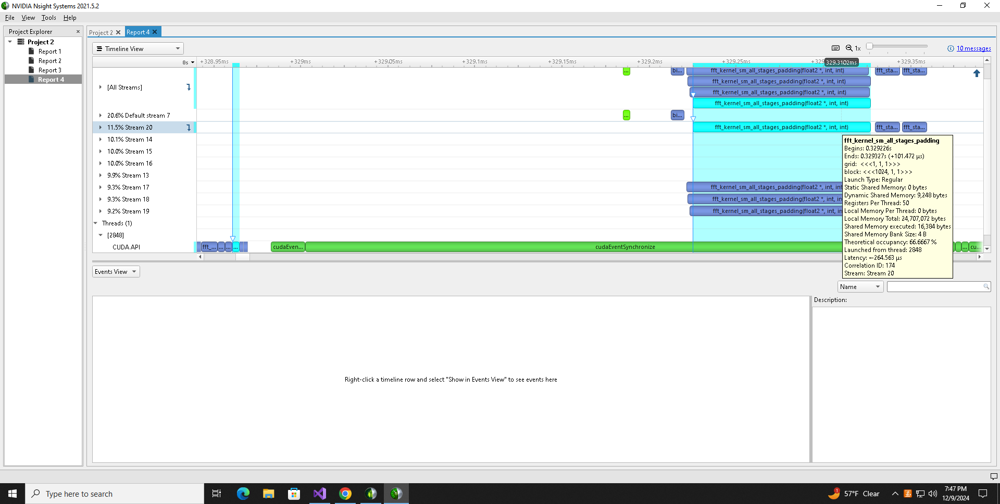 NVIDIA Nsight Systems 2021.5.2
File View Tools Help
Project Explorer
Project 2
Report 1
Report 2
Report 3
Report 4
Project 2
Report 4
Timeline View
1x
10 messages
0s
+328.95ms +329ms +329.05ms +329.1ms +329.15ms +329.2ms +329.25ms +329. 329.3102ms +329.35ms
[All Streams]
... bi... fft_kernel_sm_all_stages_padding(float2 *, int, int) fft_sta... fft_sta...
fft_kernel_sm_all_stages_padding(float2 *, int, int)
fft_kernel_sm_all_stages_padding(float2 *, int, int)
fft_kernel_sm_all_stages_padding(float2 *, int, int)
20.6% Default stream 7 ... bi...
11.5% Stream 20 fft_kernel_sm_all_stages_padding(float2 *, int, int) fft_sta... fft_sta...
10.1% Stream 14
10.0% Stream 15
10.0% Stream 16
9.9% Stream 13
9.3% Stream 17 fft_kernel_sm_all_stages_padding(float2 *, int, int
9.3% Stream 18 fft_kernel_sm_all_stages_padding(float2 *, int, in
9.2% Stream 19 fft_kernel_sm_all_stages_padding(float2 *, int, in
Threads (1)
[2848]
CUDA API fft_... ... ... ... cudaEven... cudaEventSynchronize ... cu...
fft_kernel_sm_all_stages_padding
Begins: 0.329226s
Ends: 0.329327s (+101.472 μs)
grid: <<<1, 1, 1>>>
block: <<<1024, 1, 1>>>
Launch Type: Regular
Static Shared Memory: 0 bytes
Dynamic Shared Memory: 9,248 bytes
Registers Per Thread: 50
Local Memory Per Thread: 0 bytes
Local Memory Total: 24,707,072 bytes
Shared Memory executed: 16,384 bytes
Shared Memory Bank Size: 4 B
Theoretical occupancy: 66.6667 %
Launched from thread: 2848
Latency: ←264.563 μs
Correlation ID: 174
Stream: Stream 20
Events View
Name
Description:
Right-click a timeline row and select "Show in Events View" to see events here
Type here to search
1
57°F Clear
7:47 PM
12/9/2024